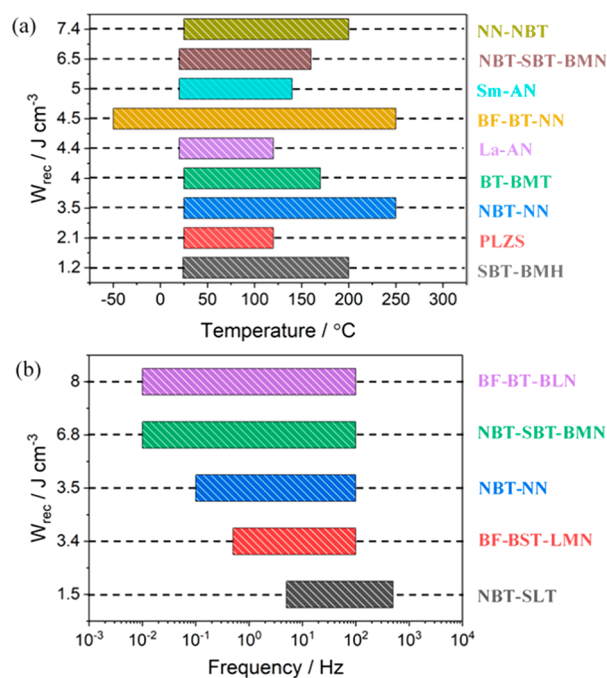 (a)
7.4 NN-NBT
6.5 NBT-SBT-BMN
5 Sm-AN
4.5 BF-BT-NN
4.4 La-AN
4 BT-BMT
3.5 NBT-NN
2.1 PLZS
1.2 SBT-BMH
W_rec / J cm⁻³
-50 0 50 100 150 200 250 300
Temperature / °C
(b)
8 BF-BT-BLN
6.8 NBT-SBT-BMN
3.5 NBT-NN
3.4 BF-BST-LMN
1.5 NBT-SLT
W_rec / J cm⁻³
10⁻³ 10⁻² 10⁻¹ 10⁰ 10¹ 10² 10³ 10⁴
Frequency / Hz